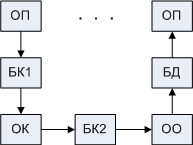 ОП . . . ОП
БК1 БД
ОК БК2 ОО